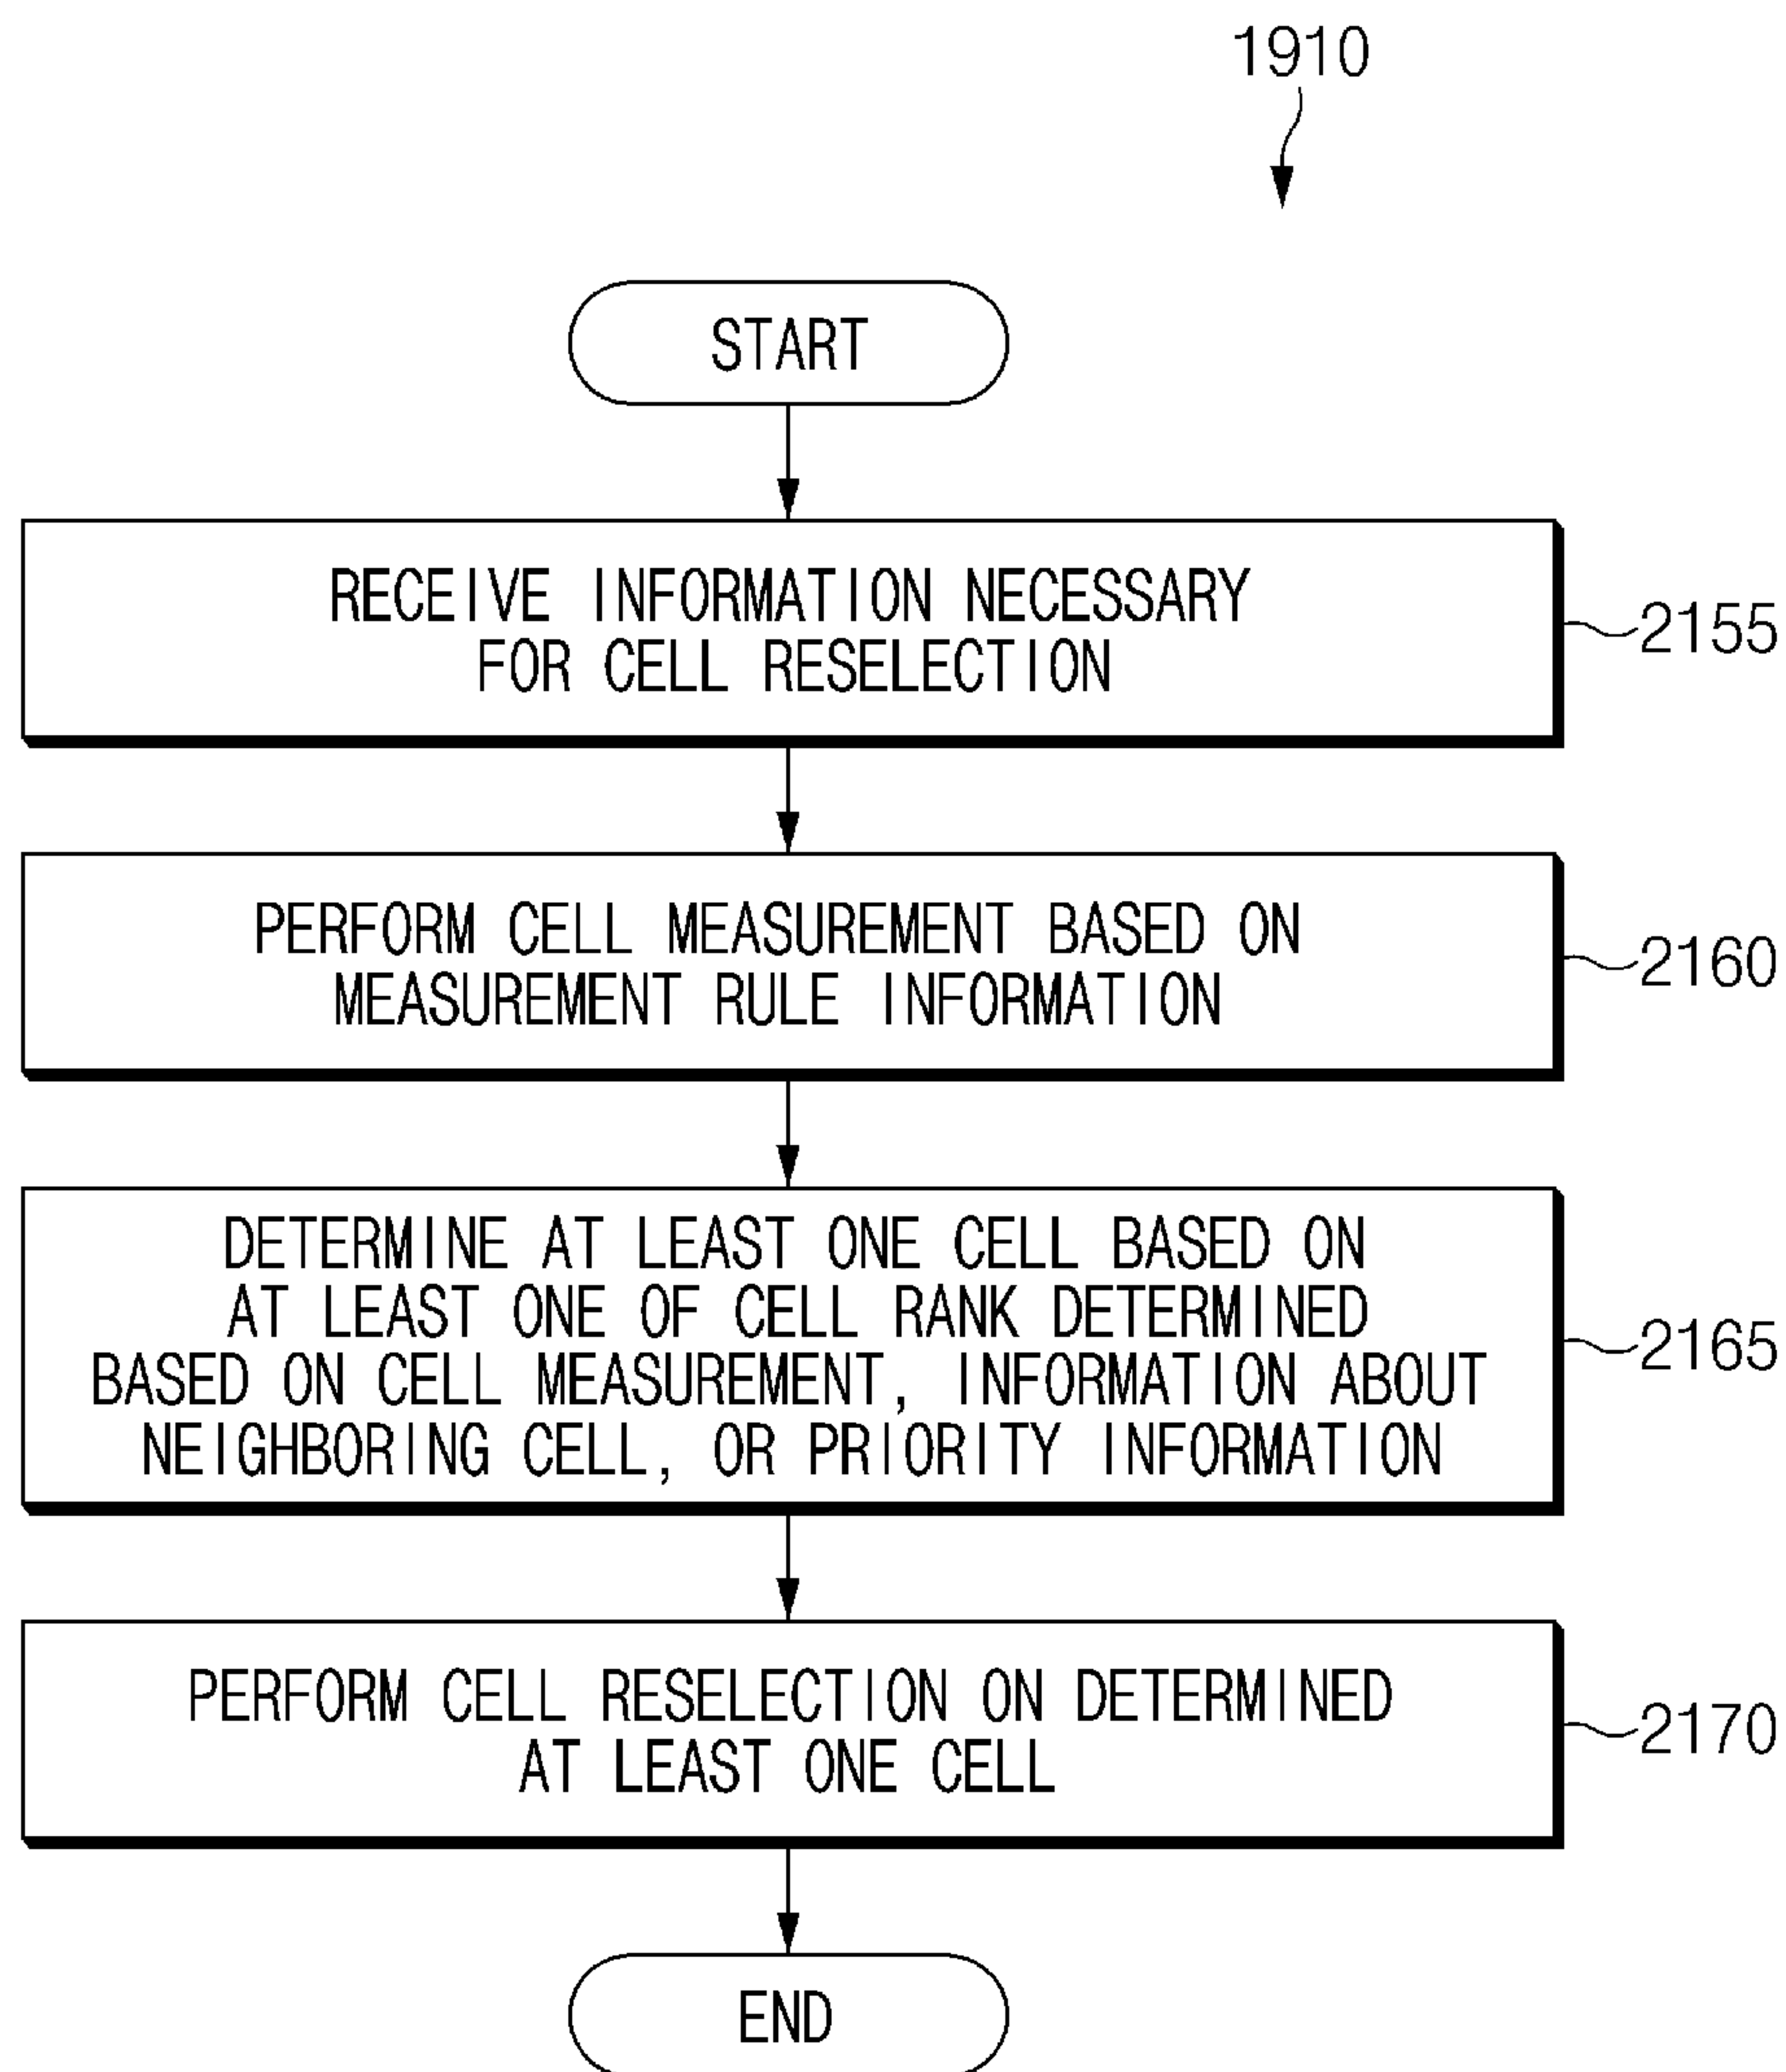 1910
START
RECEIVE INFORMATION NECESSARY
FOR CELL RESELECTION
2155
PERFORM CELL MEASUREMENT BASED ON
MEASUREMENT RULE INFORMATION
2160
DETERMINE AT LEAST ONE CELL BASED ON
AT LEAST ONE OF CELL RANK DETERMINED
BASED ON CELL MEASUREMENT, INFORMATION ABOUT
NEIGHBORING CELL, OR PRIORITY INFORMATION
2165
PERFORM CELL RESELECTION ON DETERMINED
AT LEAST ONE CELL
2170
END